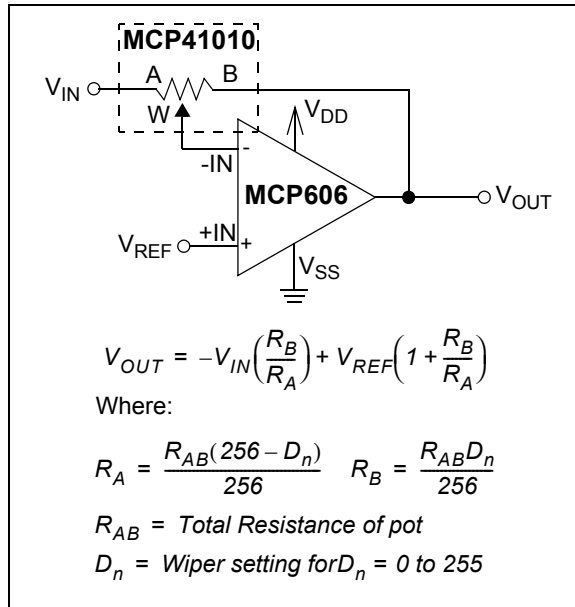 MCP41010
A B
V_IN
W
V_DD
-IN -
MCP606
V_OUT
V_REF +IN +
V_SS
V_OUT = -V_IN(R_B/R_A) + V_REF(1 + R_B/R_A)
Where:
R_A = R_AB(256 – D_n)/256 R_B = R_AB D_n/256
R_AB = Total Resistance of pot
D_n = Wiper setting forD_n = 0 to 255